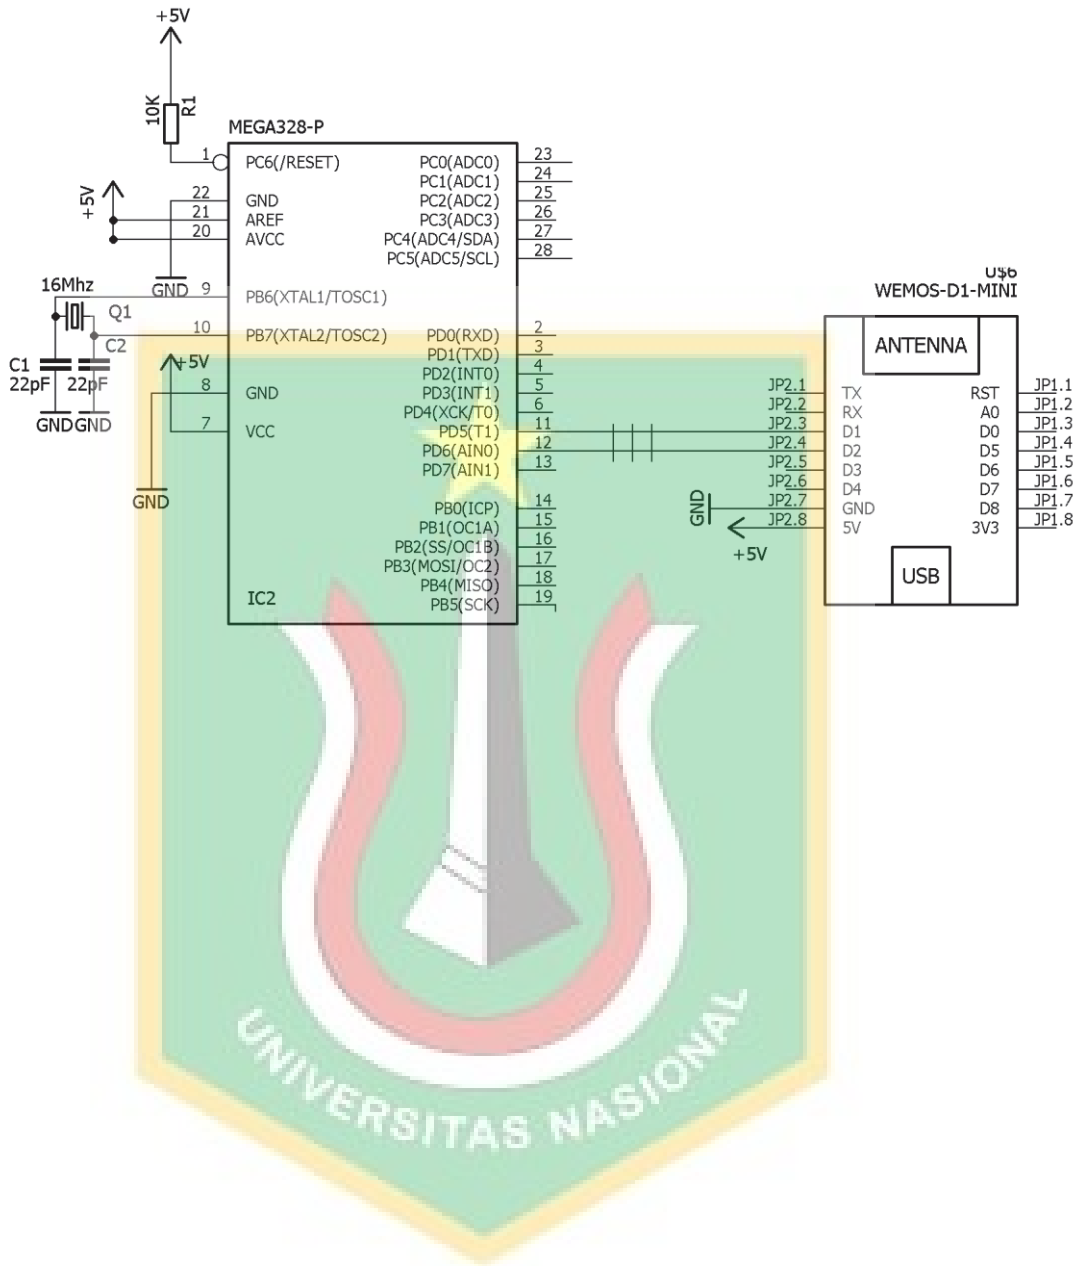 +5V
10K
R1
MEGA328-P
1
PC6(/RESET)
PC0(ADC0)
23
PC1(ADC1)
24
22
GND
PC2(ADC2)
25
+5V
21
AREF
PC3(ADC3)
26
20
AVCC
PC4(ADC4/SDA)
27
PC5(ADC5/SCL)
28
GND
16Mhz
Q1
9
PB6(XTAL1/TOSC1)
10
PB7(XTAL2/TOSC2)
PD0(RXD)
2
C2
PD1(TXD)
3
C1
22pF
22pF
+5V
PD2(INT0)
4
8
GND
PD3(INT1)
5
PD4(XCK/T0)
6
GND
GND
7
VCC
PD5(T1)
11
PD6(AIN0)
12
PD7(AIN1)
13
GND
PB0(ICP)
14
PB1(OC1A)
15
PB2(SS/OC1B)
16
PB3(MOSI/OC2)
17
PB4(MISO)
18
PB5(SCK)
19
IC2
U$6
WEMOS-D1-MINI
ANTENNA
JP2.1
TX
RST
JP1.1
JP2.2
RX
A0
JP1.2
JP2.3
D1
D0
JP1.3
JP2.4
D2
D5
JP1.4
JP2.5
D3
D6
JP1.5
JP2.6
D4
D7
JP1.6
GND
JP2.7
GND
D8
JP1.7
JP2.8
5V
3V3
JP1.8
+5V
USB
UNIVERSITAS NASIONAL